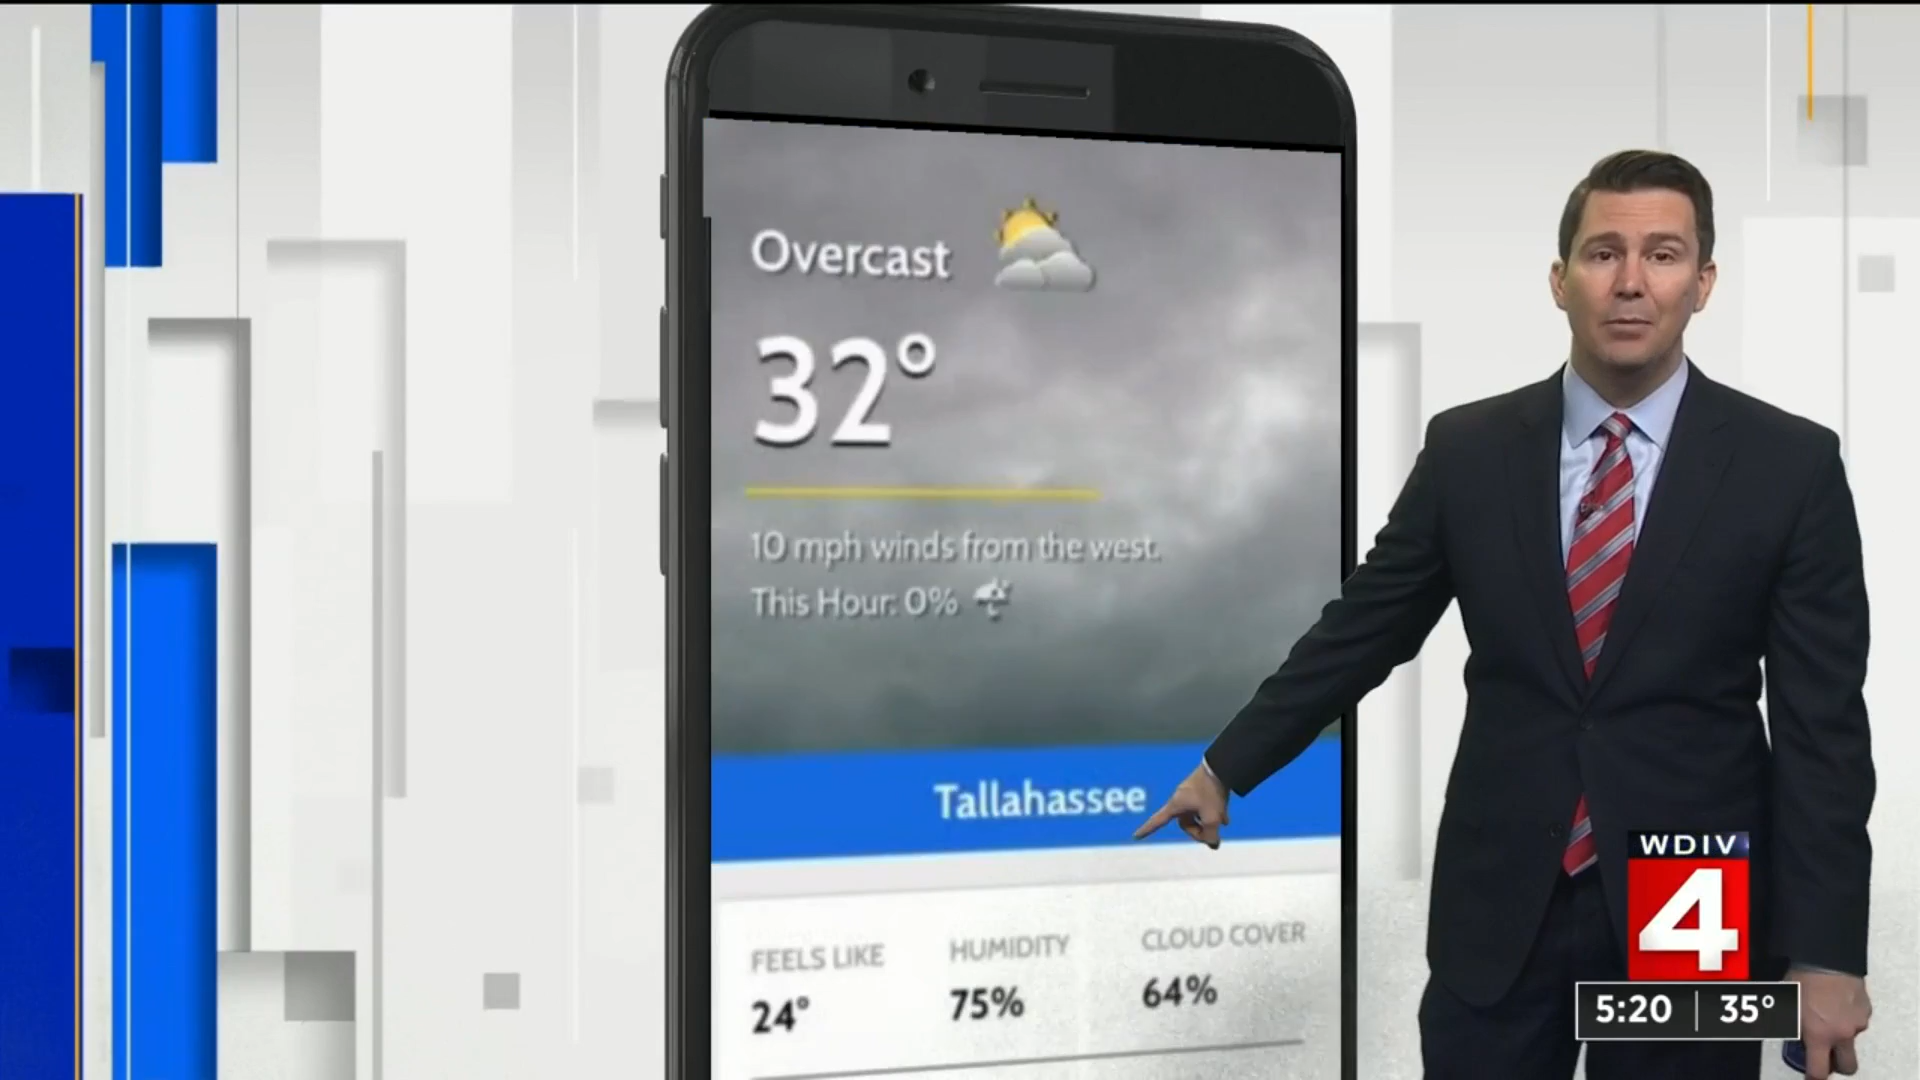 Overcast
32°
10 mph winds from the west.
This Hour: 0%
Tallahassee
FEELS LIKE HUMIDITY CLOUD COVER
24° 75% 64%
WDIV
4
5:20 35°